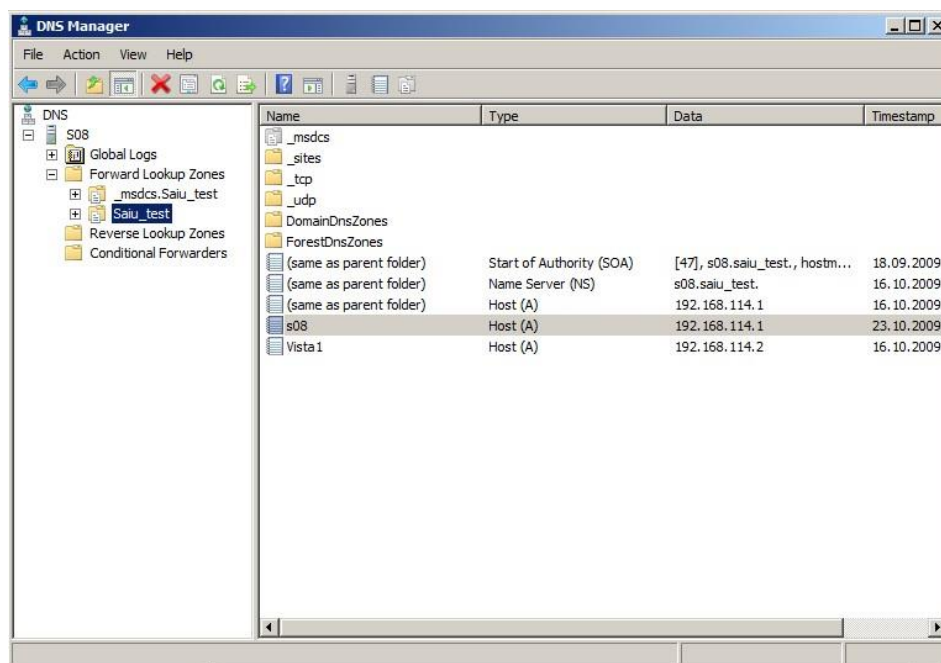 DNS Manager
File Action View Help
DNS
S08
Global Logs
Forward Lookup Zones
_msdcs.Saiu_test
Saiu_test
Reverse Lookup Zones
Conditional Forwarders
Name Type Data Timestamp
_msdcs
_sites
_tcp
_udp
DomainDnsZones
ForestDnsZones
(same as parent folder) Start of Authority (SOA) [47], s08.saiu_test., hostm... 18.09.2009
(same as parent folder) Name Server (NS) s08.saiu_test. 16.10.2009
(same as parent folder) Host (A) 192.168.114.1 16.10.2009
s08 Host (A) 192.168.114.1 23.10.2009
Vista1 Host (A) 192.168.114.2 16.10.2009